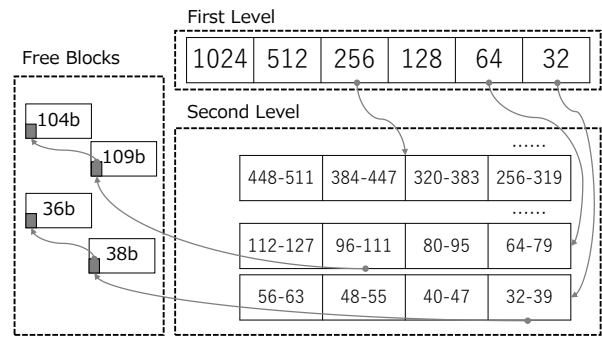 First Level
1024 512 256 128 64 32
Free Blocks
104b
109b
36b
38b
Second Level
......
448-511 384-447 320-383 256-319
......
112-127 96-111 80-95 64-79
56-63 48-55 40-47 32-39